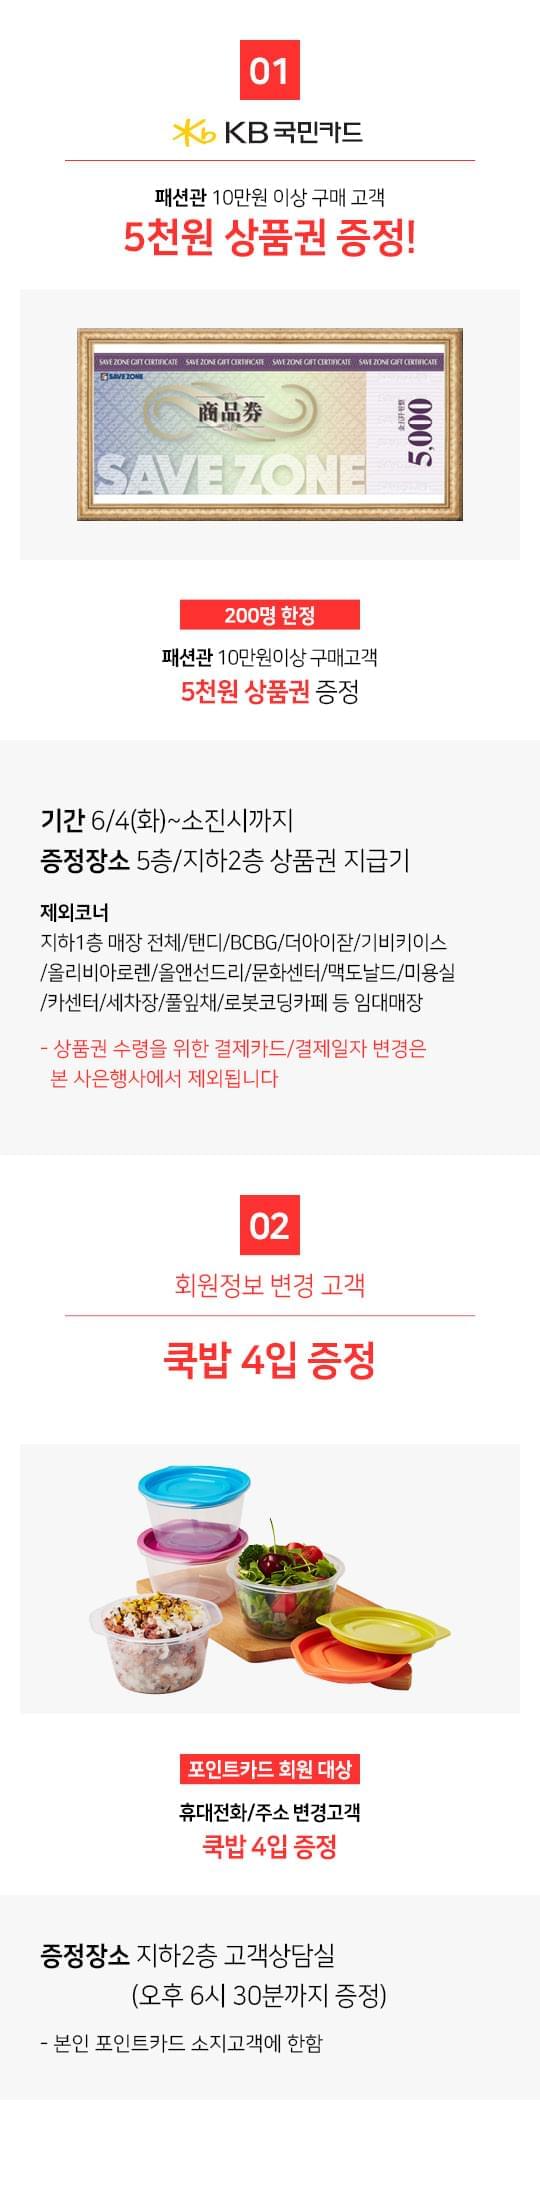 01
KB 국민카드
패션관 10만원 이상 구매 고객
5천원 상품권 증정!
SAVE ZONE GIFT CERTIFICATE SAVE ZONE GIFT CERTIFICATE SAVE ZONE GIFT CERTIFICATE SAVE ZONE GIFT CERTIFICATE
SAVE ZONE
商品券
SAVE ZONE
5,000
200명 한정
패션관 10만원이상 구매고객
5천원 상품권 증정
기간 6/4(화)~소진시까지
증정장소 5층/지하2층 상품권 지급기
제외코너
지하1층 매장 전체/탠디/BCBG/더아이잗/기비키이스
/올리비아로렌/올앤선드리/문화센터/맥도날드/미용실
/카센터/세차장/풀잎채/로봇코딩카페 등 임대매장
- 상품권 수령을 위한 결제카드/결제일자 변경은
본 사은행사에서 제외됩니다
02
회원정보 변경 고객
쿡밥 4입 증정
포인트카드 회원 대상
휴대전화/주소 변경고객
쿡밥 4입 증정
증정장소 지하2층 고객상담실
(오후 6시 30분까지 증정)
- 본인 포인트카드 소지고객에 한함